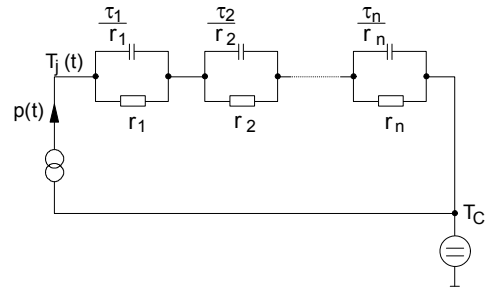 τ1 τ2 τn
r1 r2 rn
Tj (t)
p(t)
r1 r2 rn
TC